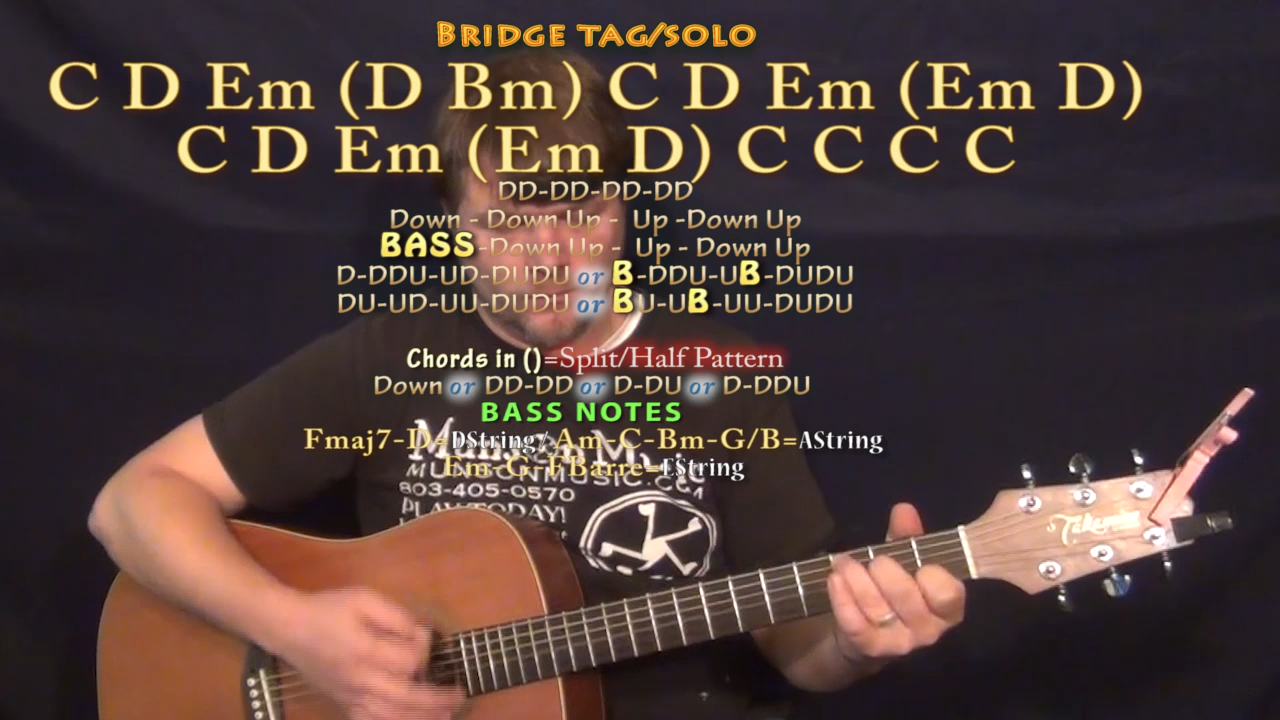 BRIDGE TAG/SOLO
C D Em (D Bm) C D Em (Em D)
C D Em (Em D) C C C C
DD-DD-DD-DD
Down - Down Up - Up -Down Up
BASS-Down Up - Up - Down Up
D-DDU-UD-DUDU or B-DDU-UB-DUDU
DU-UD-UU-DUDU or BU-UB-UU-DUDU
Chords in ()=Split/Half Pattern
Down or DD-DD or D-DU or D-DDU
BASS NOTES
Fmaj7-D=DString/Am-C-Bm-G/B=AString
Em-G-FBarre=EString
803-405-0570
PLAY TODAY!
Takamine